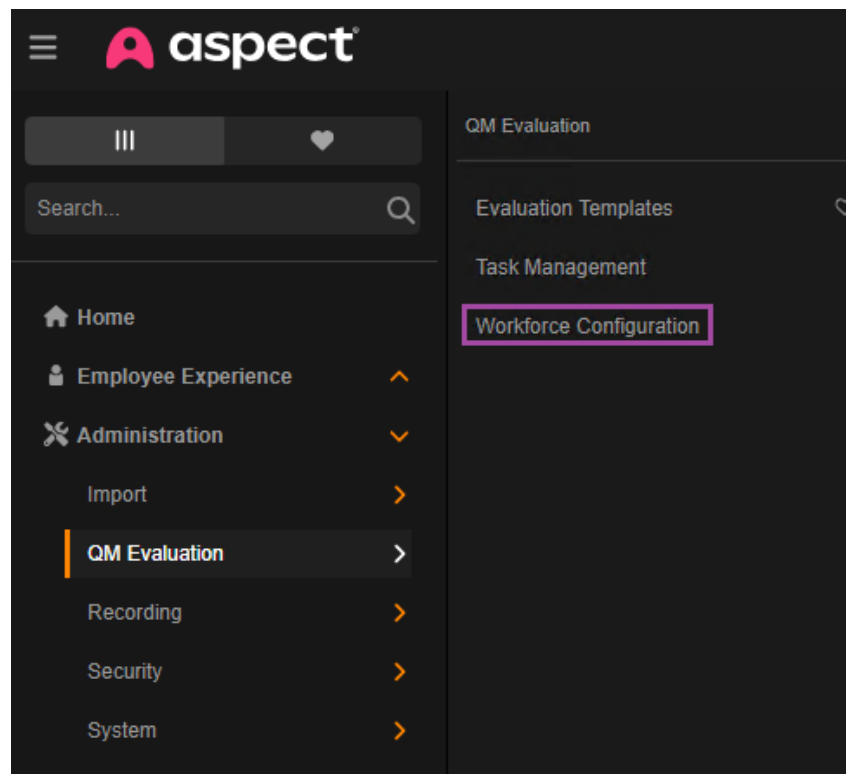 aspect
Search...
Home
Employee Experience
Administration
Import
QM Evaluation
Recording
Security
System
QM Evaluation
Evaluation Templates
Task Management
Workforce Configuration